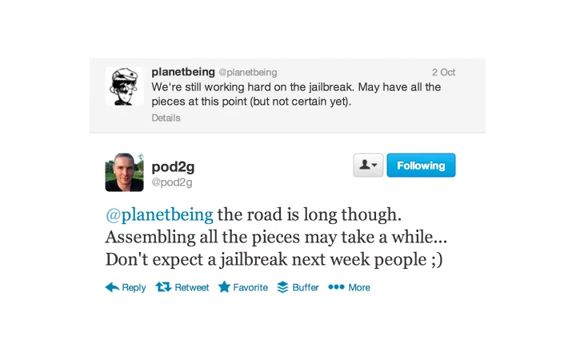 planetbeing @planetbeing 2 Oct
We're still working hard on the jailbreak. May have all the
pieces at this point (but not certain yet).
Details
pod2g
@pod2g
Following
@planetbeing the road is long though.
Assembling all the pieces may take a while...
Don't expect a jailbreak next week people ;)
Reply Retweet Favorite Buffer More